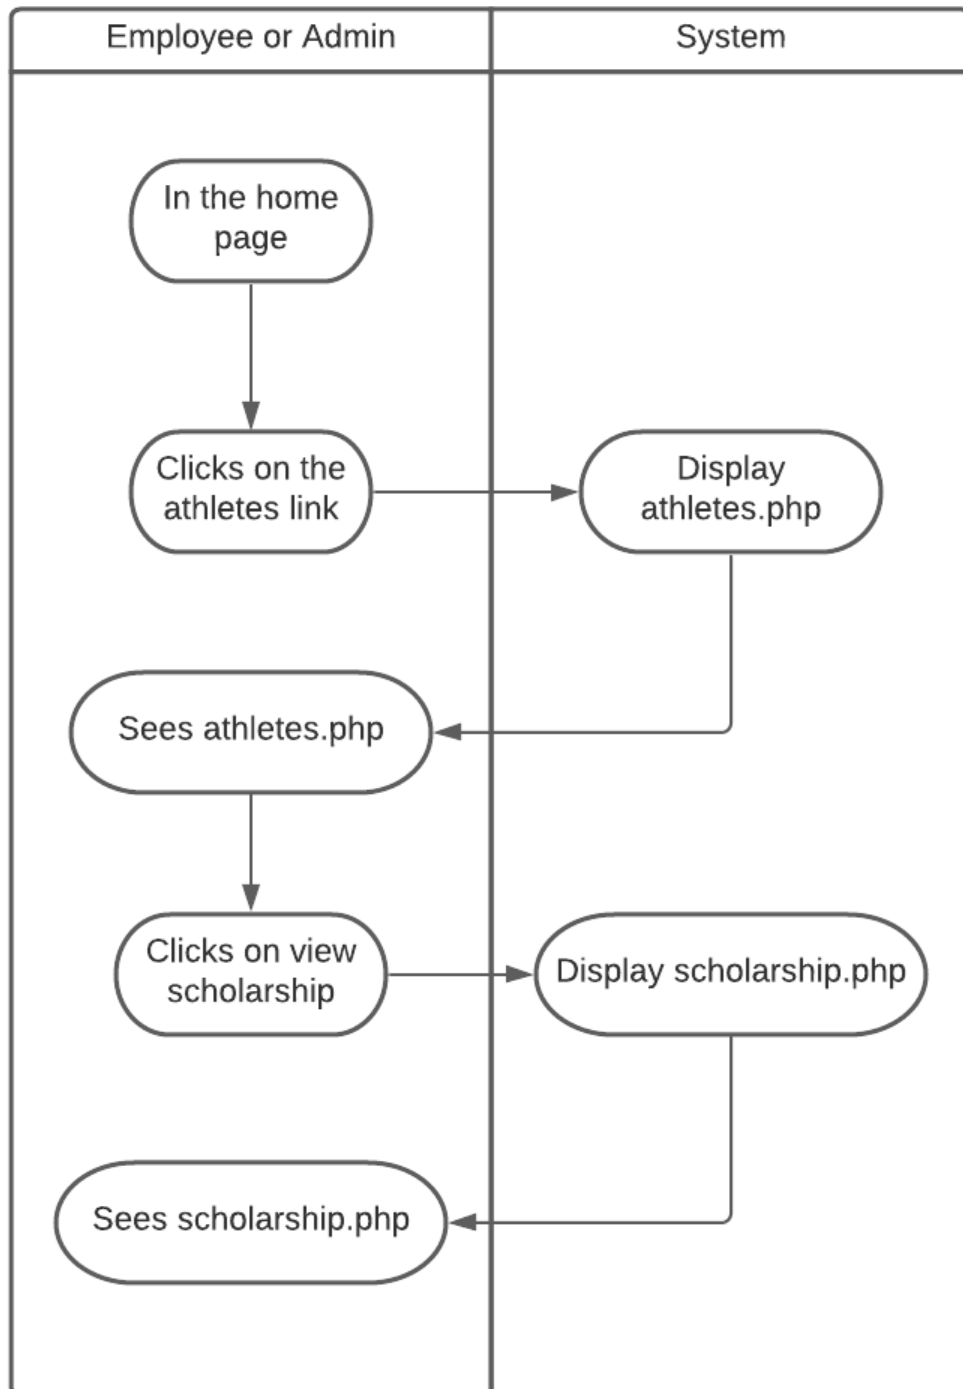 Employee or Admin
System
In the home
page
Clicks on the
athletes link
Display
athletes.php
Sees athletes.php
Clicks on view
scholarship
Display scholarship.php
Sees scholarship.php